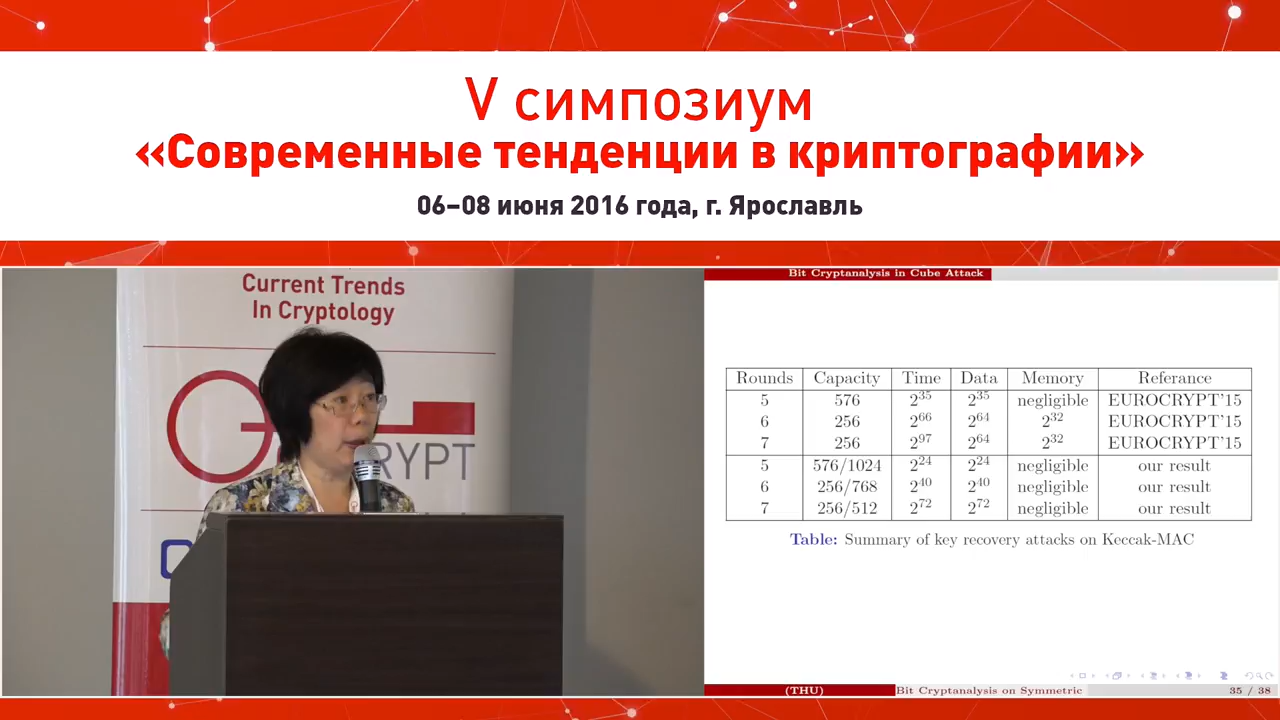 V симпозиум
«Современные тенденции в криптографии»
06–08 июня 2016 года, г. Ярославль
Current Trends
In Cryptology
RYPT
Bit Cryptanalysis in Cube Attack
Rounds Capacity Time Data Memory Referance
5 576 2^35 2^35 negligible EUROCRYPT'15
6 256 2^66 2^64 2^32 EUROCRYPT'15
7 256 2^97 2^64 2^32 EUROCRYPT'15
5 576/1024 2^24 2^24 negligible our result
6 256/768 2^40 2^40 negligible our result
7 256/512 2^72 2^72 negligible our result
Table: Summary of key recovery attacks on Keccak-MAC
(THU) Bit Cryptanalysis on Symmetric 35 / 38